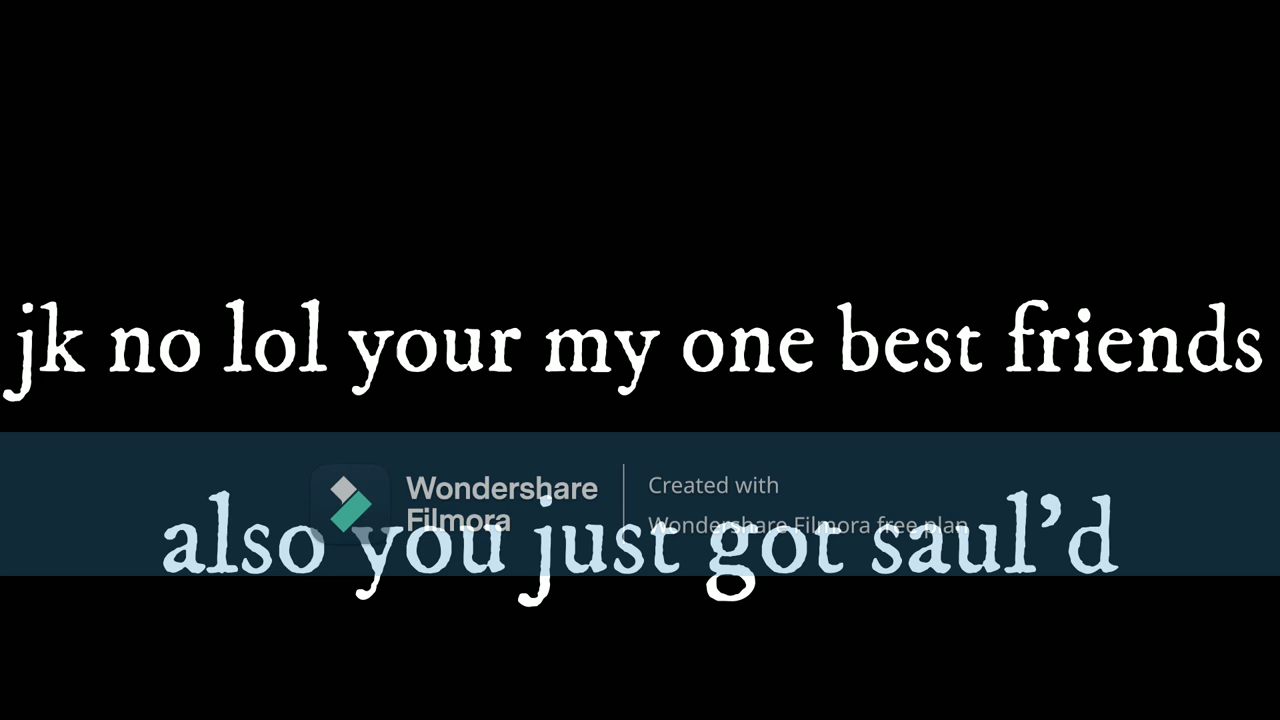 jk no lol your my one best friends
Wondershare
Filmora
Created with
Wondershare Filmora free plan
also you just got saul’d